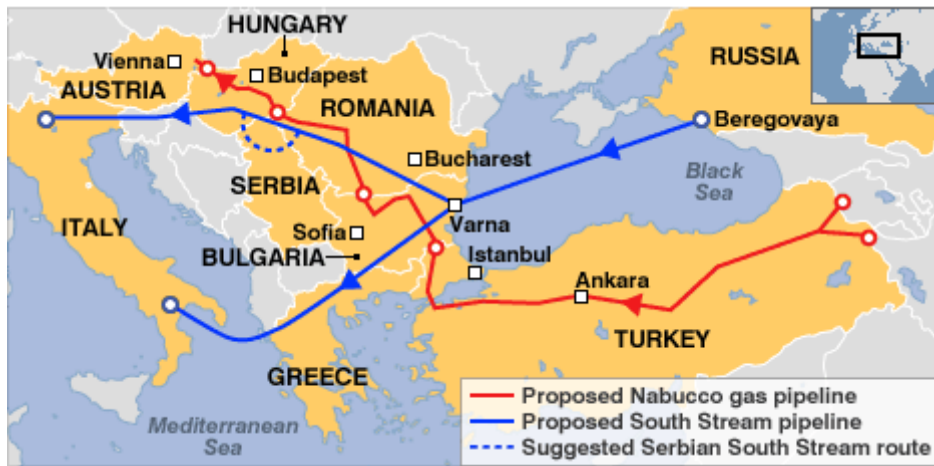 HUNGARY
Vienna
Budapest
RUSSIA
AUSTRIA
ROMANIA
Beregovaya
Bucharest
Black
Sea
SERBIA
Varna
ITALY
Sofia
BULGARIA
Istanbul
Ankara
TURKEY
GREECE
Mediterranean
Sea
Proposed Nabucco gas pipeline
Proposed South Stream pipeline
Suggested Serbian South Stream route